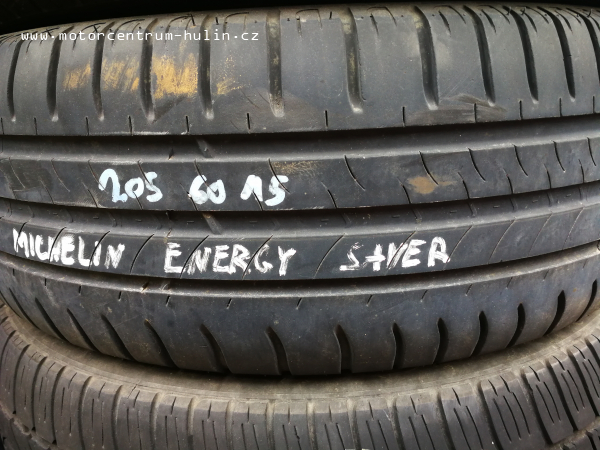 www.motorcentrum-hulin.cz
205 60 15
MICHELIN ENERGY SAVER